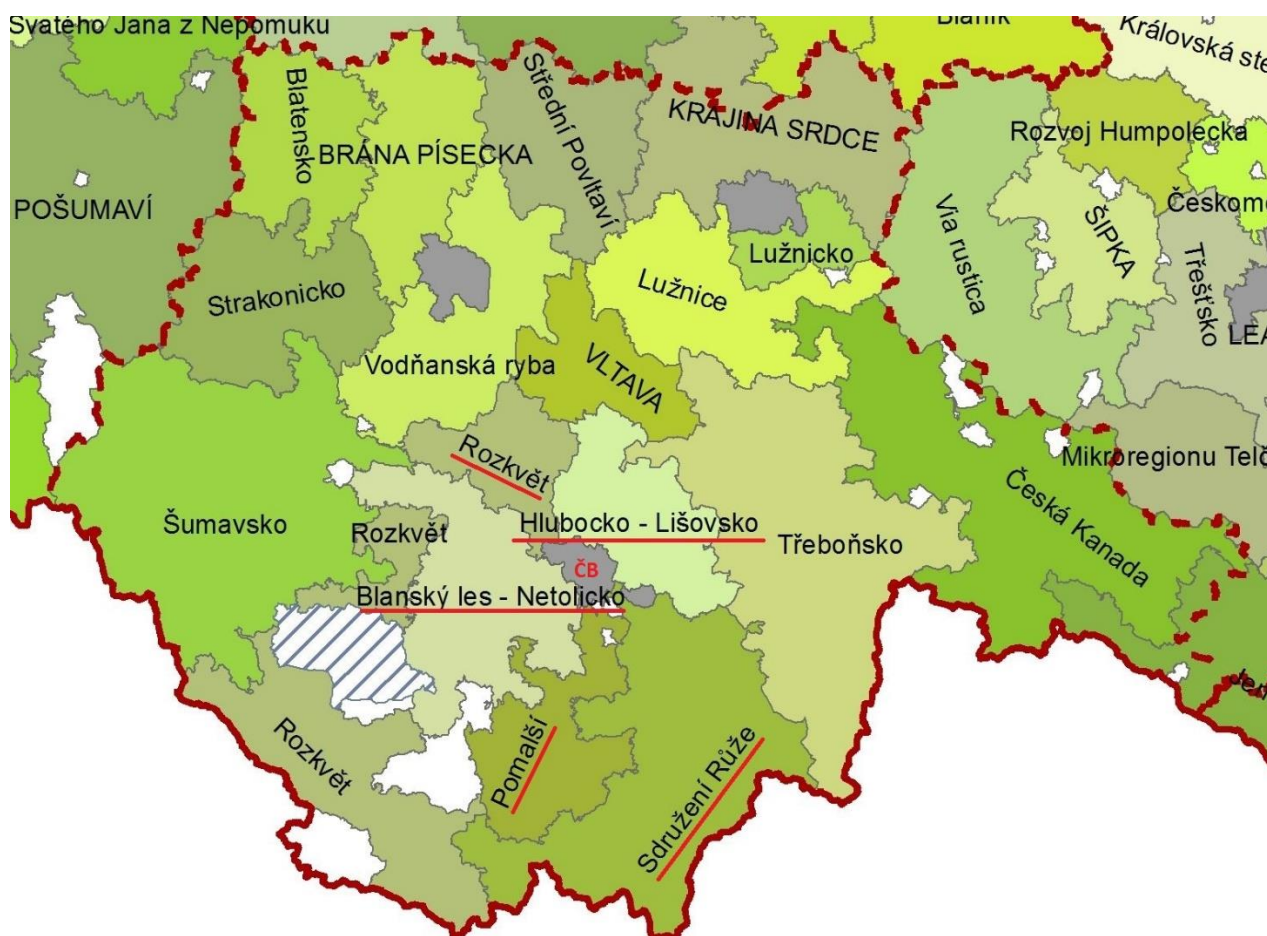 Svatého Jana z Nepomuku
Blaník
Královská ste
Blatensko
Střední Povltaví
KRAJINA SRDCE
Rozvoj Humpolecka
BRÁNA PÍSECKA
POŠUMAVÍ
Via rustica
ŠIPKA
Českomo
Třešťsko
Lužnicko
Strakonicko
Lužnice
LEA
Vodňanská ryba
VLTAVA
Mikroregionu Telč
Rozkvět
Šumavsko
Rozkvět
Hlubocko - Lišovsko
Třeboňsko
Česká Kanada
ČB
Blanský les - Netolicko
Jem
Rozkvět
Pomalší
Sdružení Růže